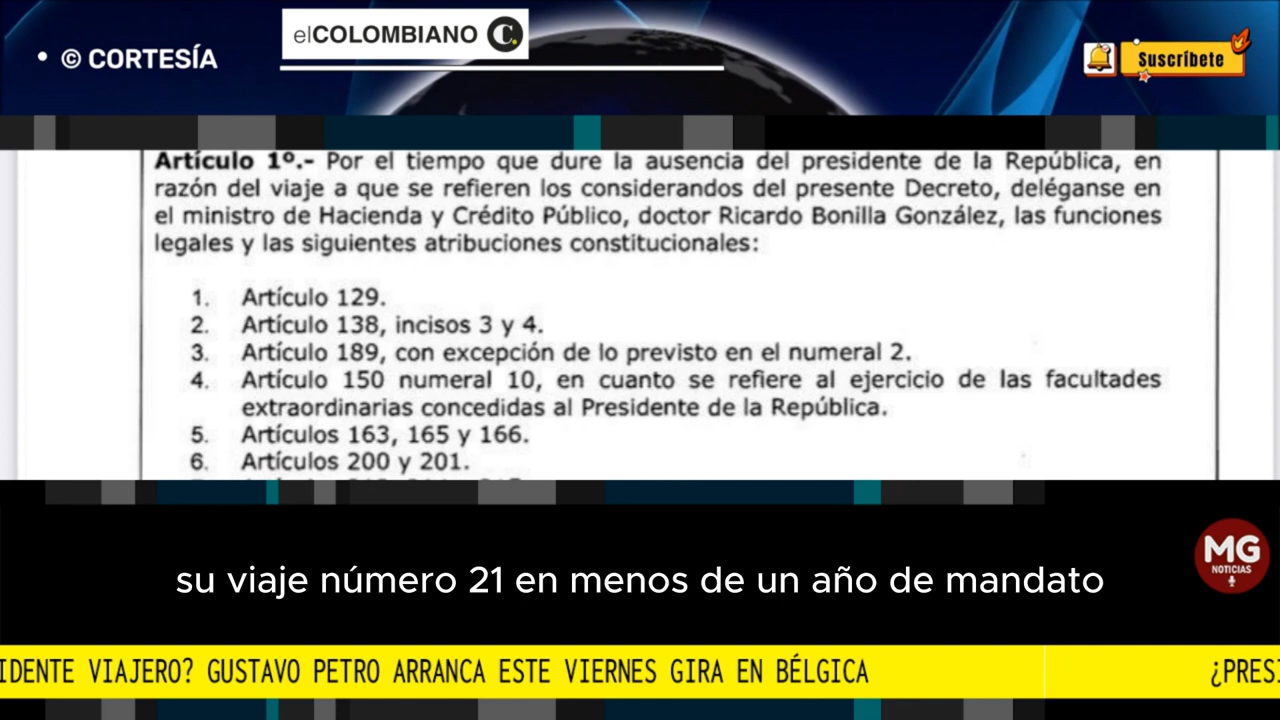 elCOLOMBIANO C.
• © CORTESÍA
Suscríbete
Artículo 1º.- Por el tiempo que dure la ausencia del presidente de la República, en
razón del viaje a que se refieren los considerandos del presente Decreto, deléganse en
el ministro de Hacienda y Crédito Público, doctor Ricardo Bonilla González, las funciones
legales y las siguientes atribuciones constitucionales:
1. Artículo 129.
2. Artículo 138, incisos 3 y 4.
3. Artículo 189, con excepción de lo previsto en el numeral 2.
4. Artículo 150 numeral 10, en cuanto se refiere al ejercicio de las facultades
extraordinarias concedidas al Presidente de la República.
5. Artículos 163, 165 y 166.
6. Artículos 200 y 201.
MG
NOTICIAS
su viaje número 21 en menos de un año de mandato
IDENTE VIAJERO? GUSTAVO PETRO ARRANCA ESTE VIERNES GIRA EN BÉLGICA ¿PRESI